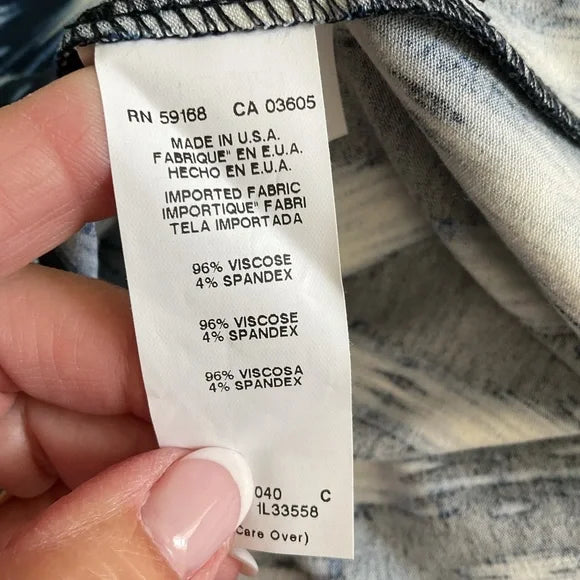 RN 59168 CA 03605
MADE IN U.S.A.
FABRIQUE" EN E.U.A.
HECHO EN E.U.A.
IMPORTED FABRIC
IMPORTIQUE" FABRI
TELA IMPORTADA
96% VISCOSE
4% SPANDEX
96% VISCOSE
4% SPANDEX
96% VISCOSA
4% SPANDEX
040 C
1L33558
Care Over)